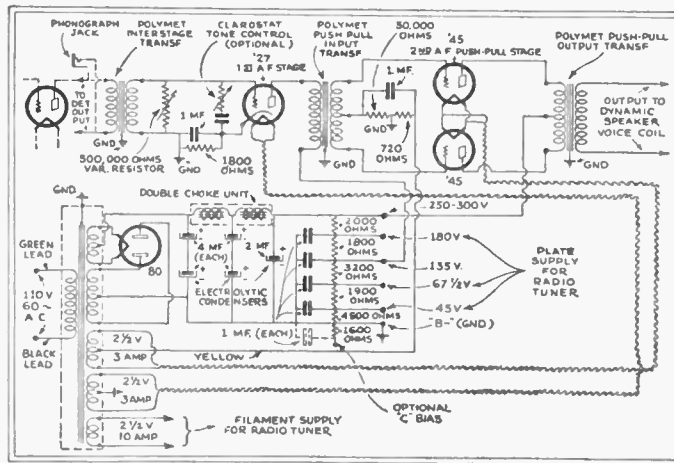 PHONOGRAPH
JACK
POLYMET
INTERSTAGE
TRANSF
CLAROSTAT
TONE CONTROL
(OPTIONAL)
'27
1st A F STAGE
POLYMET
PUSH PULL
INPUT
TRANSF
50,000
OHMS
1 MF.
'45
2ND A F PUSH-PULL STAGE
POLYMET PUSH-PULL
OUTPUT TRANSF
TO
DET
OUT
PUT
GND
1 MF
GND
1800
OHMS
500,000 OHMS
VAR. RESISTOR
GND
GND
720
OHMS
'45
GND
OUTPUT TO
DYNAMIC
SPEAKER
VOICE COIL
DOUBLE CHOKE UNIT
GND
GREEN
LEAD
110 V
60~
A C
BLACK
LEAD
80
4 MF
(EACH)
2 MF
ELECTROLYTIC
CONDENSERS
1 MF. (EACH)
2000
OHMS
1800
OHMS
3200
OHMS
1900
OHMS
4800 OHMS
1600
OHMS
250-300V
180V
135V.
67 1/2 V
45V
"B-" (GND)
PLATE
SUPPLY
FOR
RADIO
TUNER
2 1/2 V
3 AMP
YELLOW
2 1/2 V
3 AMP
OPTIONAL
"C" BIAS
2 1/2 V
10 AMP
FILAMENT SUPPLY
FOR RADIO TUNER